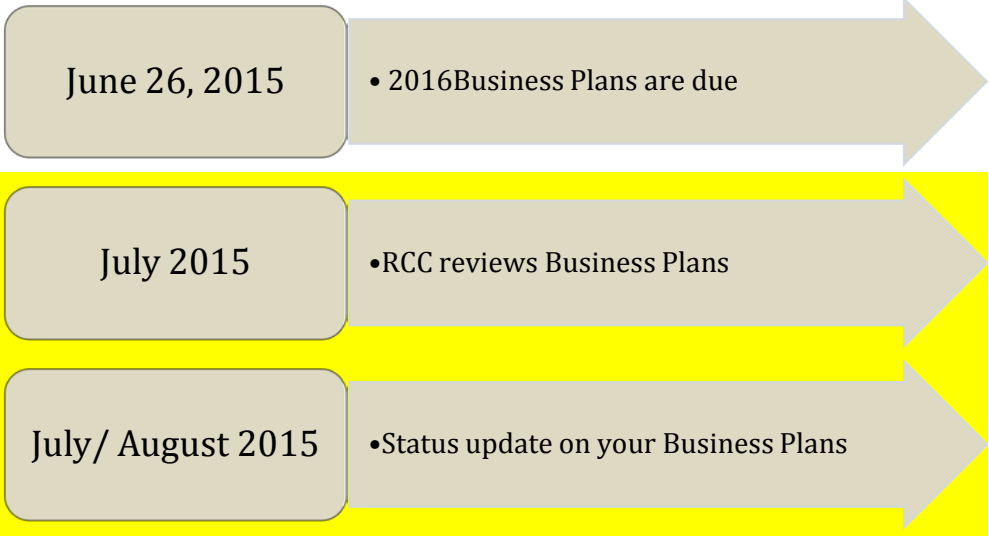 June 26, 2015
• 2016Business Plans are due
July 2015
•RCC reviews Business Plans
July/ August 2015
•Status update on your Business Plans